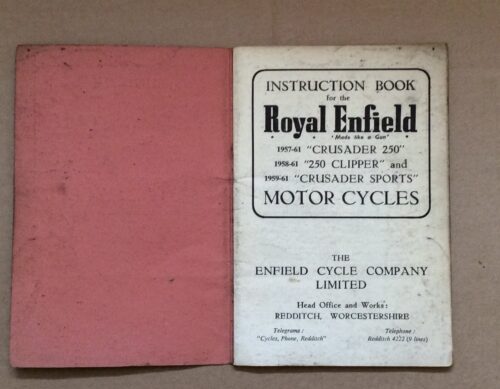 INSTRUCTION BOOK
for the
Royal Enfield
'Made like a Gun'
1957-61 "CRUSADER 250"
1958-61 "250 CLIPPER" and
1959-61 "CRUSADER SPORTS"
MOTOR CYCLES
THE
ENFIELD CYCLE COMPANY
LIMITED
Head Office and Works:
REDDITCH, WORCESTERSHIRE
Telegrams: Telephone:
"Cycles, Phone, Redditch" Redditch 4222 (9 lines)